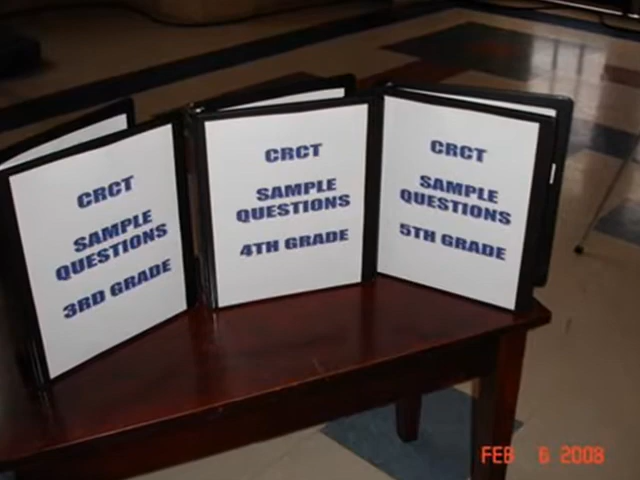 CRCT
SAMPLE
QUESTIONS
3RD GRADE
CRCT
SAMPLE
QUESTIONS
4TH GRADE
CRCT
SAMPLE
QUESTIONS
5TH GRADE
FEB 6 2008